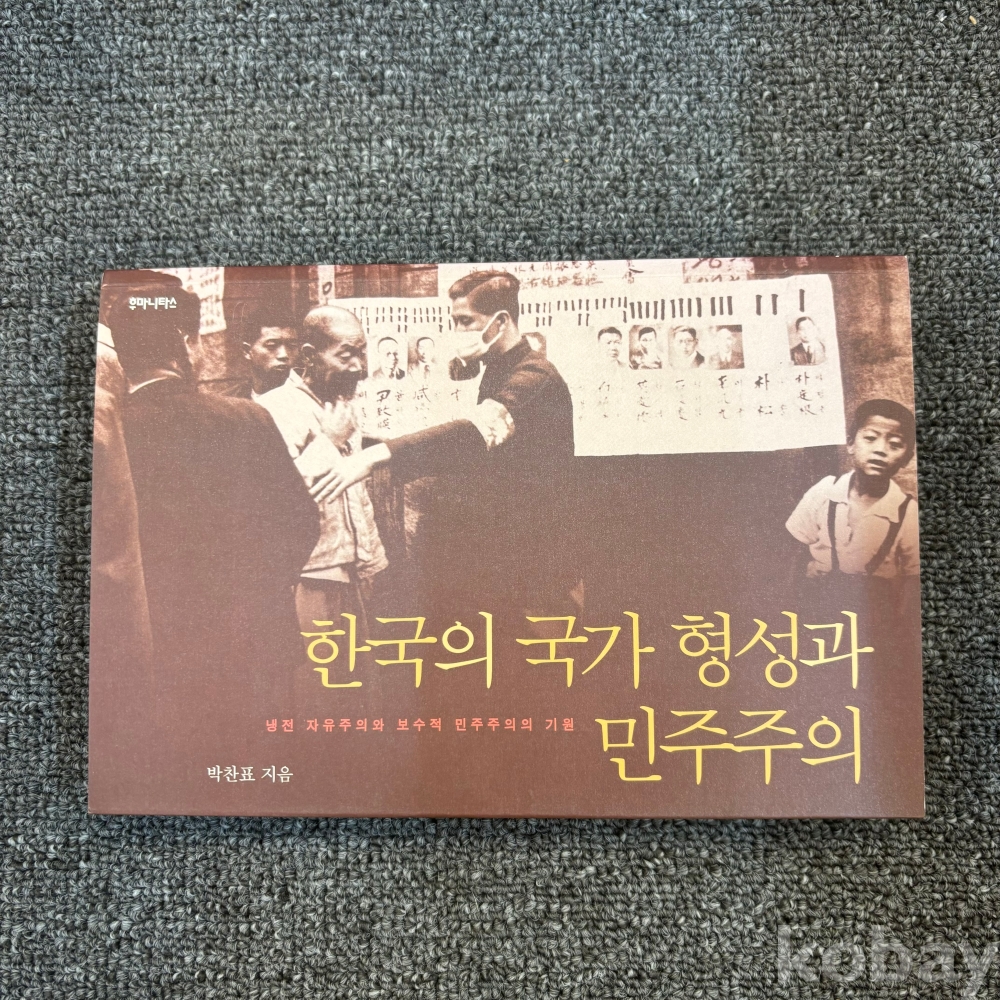 후마니타스
朴
朴
한국의 국가 형성과
민주주의
냉전 자유주의와 보수적 민주주의의 기원
박찬표 지음
kobay